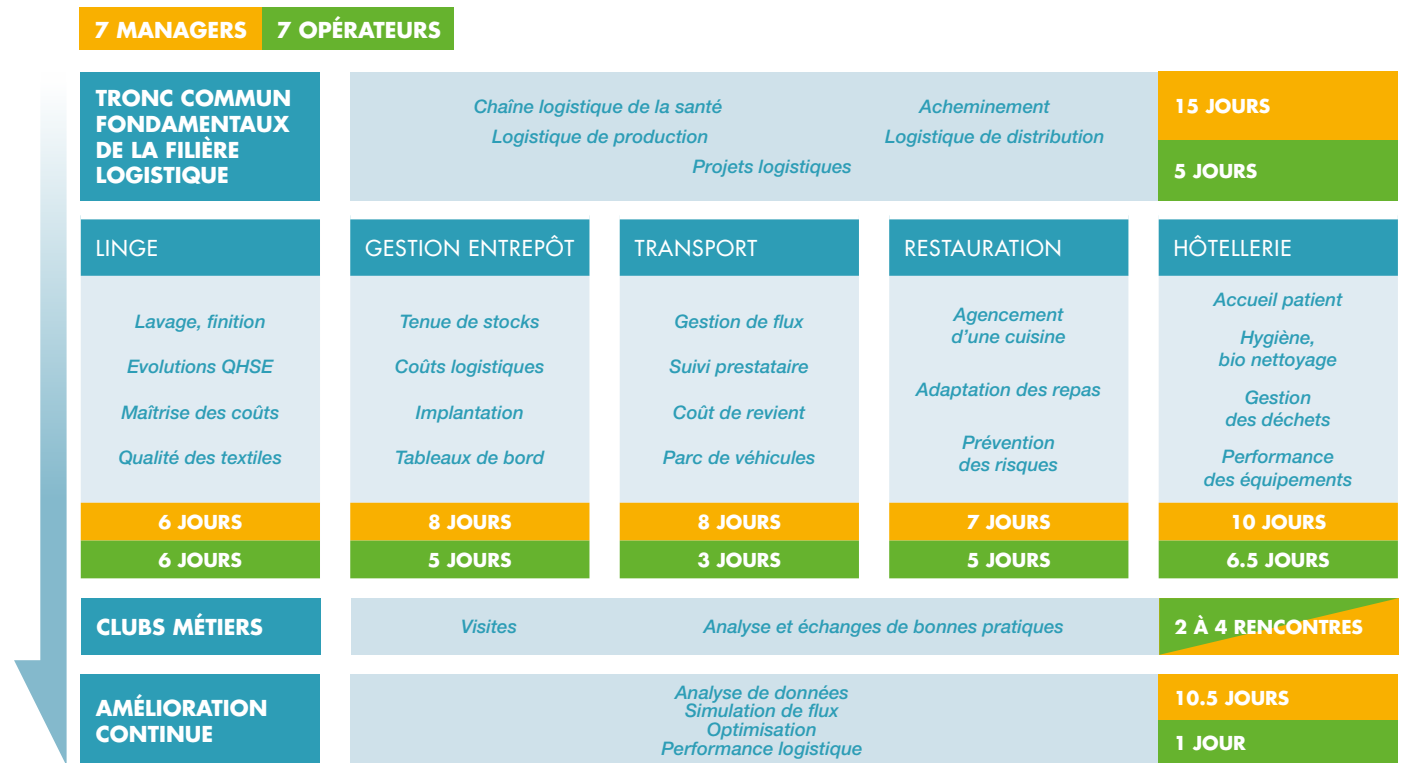 7 MANAGERS
7 OPÉRATEURS
TRONC COMMUN
FONDAMENTAUX
DE LA FILIÈRE
LOGISTIQUE
Chaîne logistique de la santé
Acheminement
Logistique de production
Logistique de distribution
Projets logistiques
15 JOURS
5 JOURS
LINGE
Lavage, finition
Evolutions QHSE
Maîtrise des coûts
Qualité des textiles
6 JOURS
6 JOURS
GESTION ENTREPÔT
Tenue de stocks
Coûts logistiques
Implantation
Tableaux de bord
8 JOURS
5 JOURS
TRANSPORT
Gestion de flux
Suivi prestataire
Coût de revient
Parc de véhicules
8 JOURS
3 JOURS
RESTAURATION
Agencement
d'une cuisine
Adaptation des repas
Prévention
des risques
7 JOURS
5 JOURS
HÔTELLERIE
Accueil patient
Hygiène,
bio nettoyage
Gestion
des déchets
Performance
des équipements
10 JOURS
6.5 JOURS
CLUBS MÉTIERS
Visites
Analyse et échanges de bonnes pratiques
2 À 4 RENCONTRES
AMÉLIORATION
CONTINUE
Analyse de données
Simulation de flux
Optimisation
Performance logistique
10.5 JOURS
1 JOUR